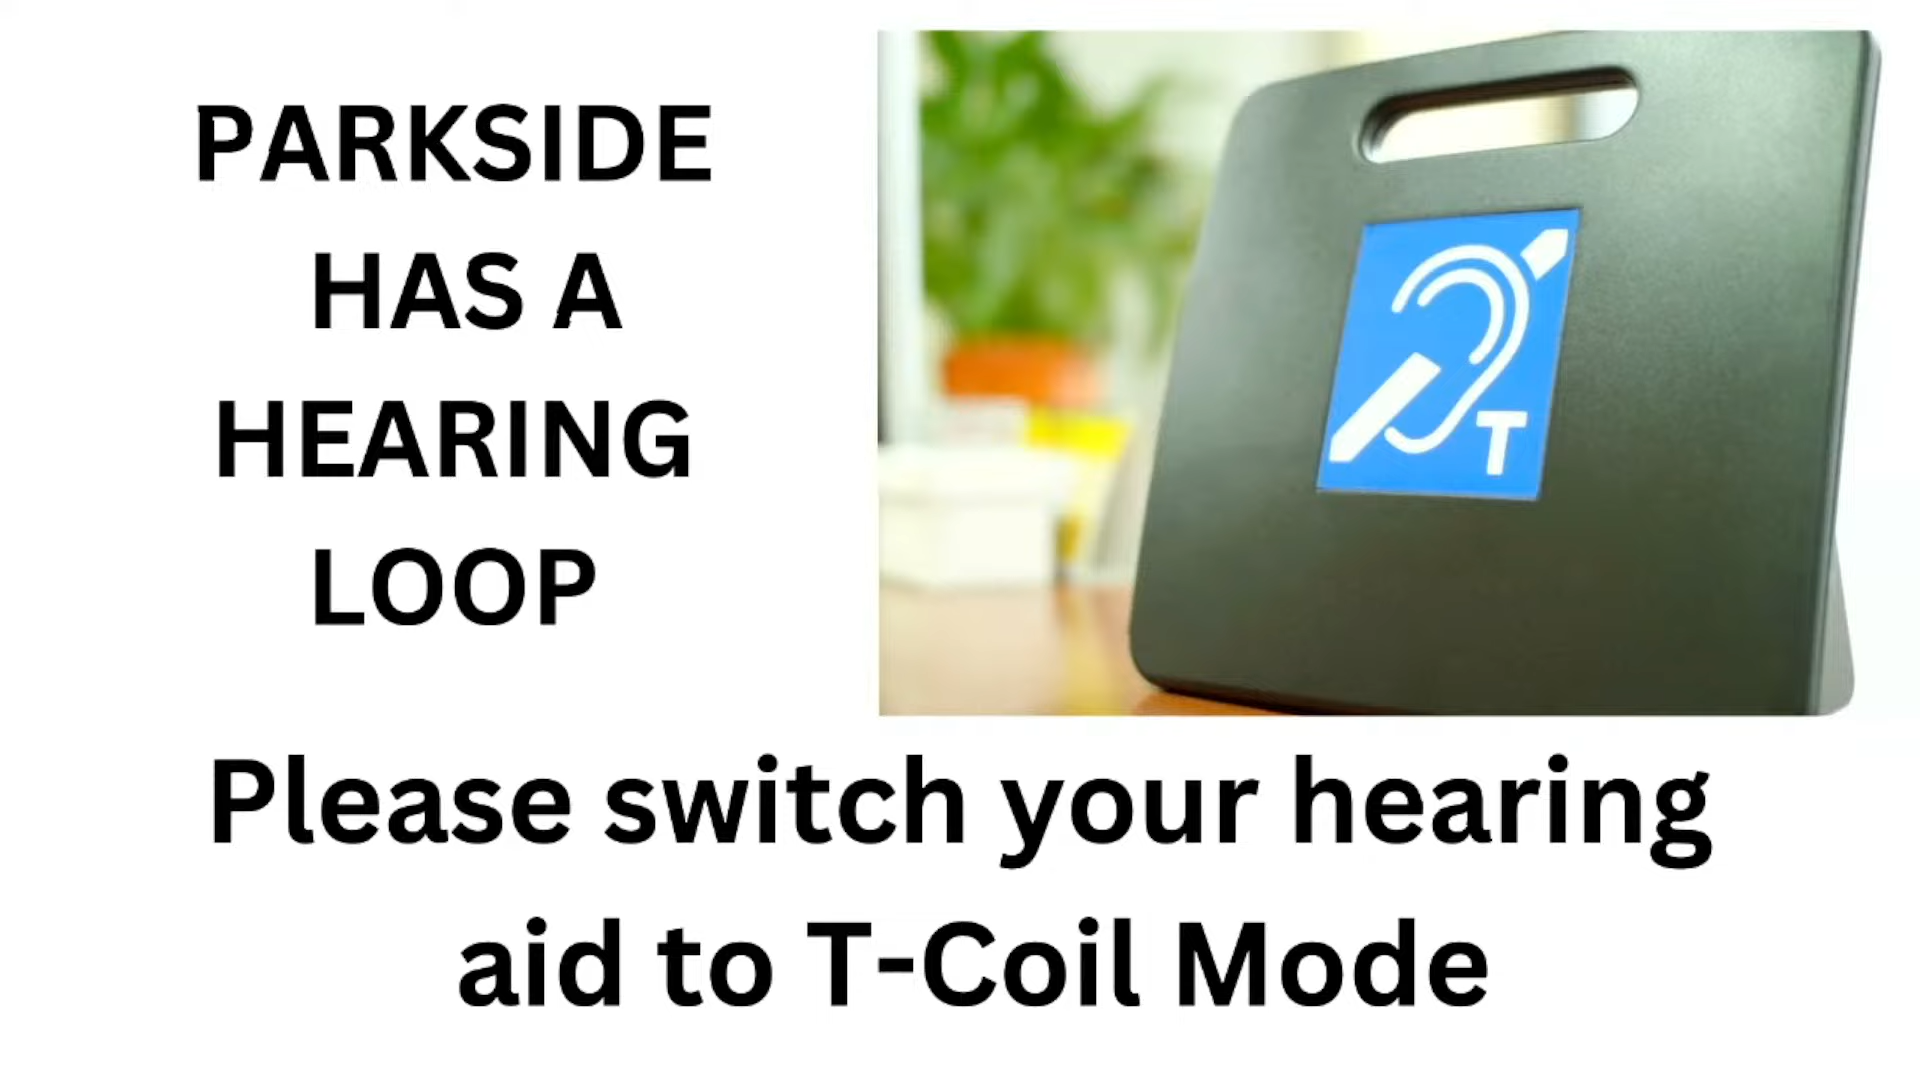 PARKSIDE
HAS A
HEARING
LOOP
T
Please switch your hearing
aid to T-Coil Mode